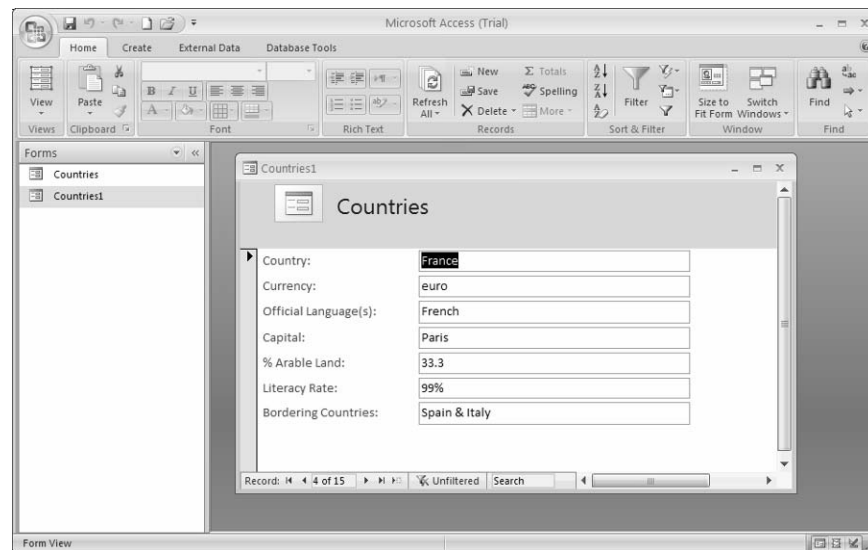 Microsoft Access (Trial)
Home Create External Data Database Tools
View
Views
Paste
Clipboard
B I U
A
Font
Rich Text
Refresh
All
New
Save
Delete
Σ Totals
Spelling
More
Records
Filter
Sort & Filter
Size to
Fit Form
Switch
Windows
Window
Find
Find
Forms
Countries
Countries1
Countries1
Countries
Country: France
Currency: euro
Official Language(s): French
Capital: Paris
% Arable Land: 33.3
Literacy Rate: 99%
Bordering Countries: Spain & Italy
Record: 4 of 15 Unfiltered Search
Form View